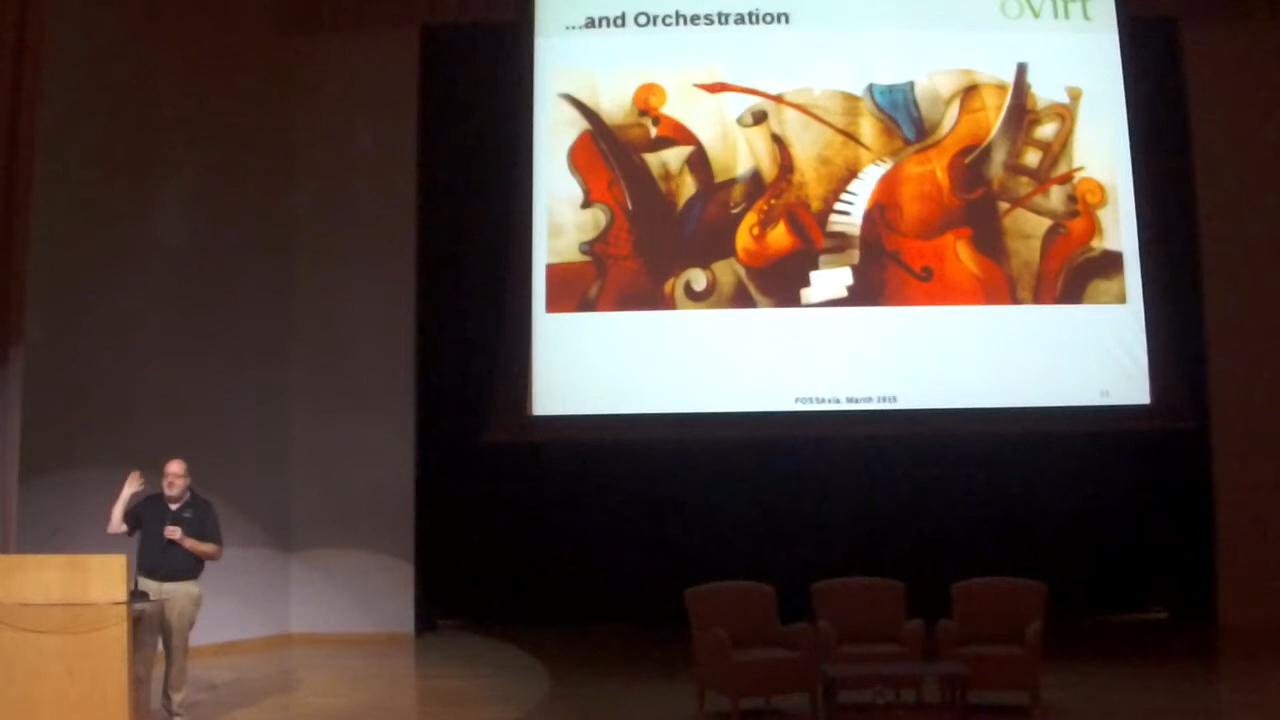 ...and Orchestration
oVirt
FOSSAsia, March 2015